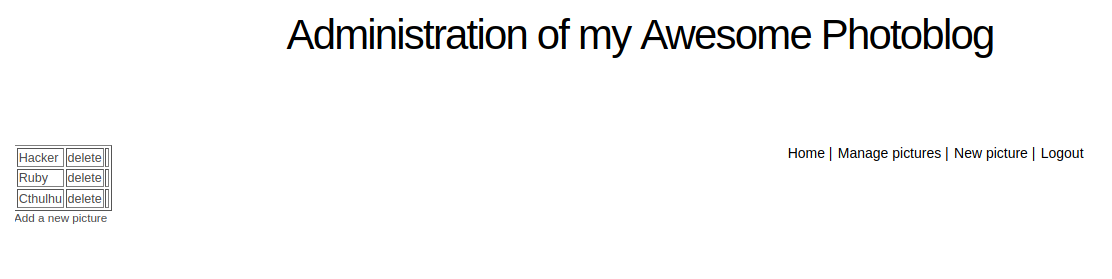 Administration of my Awesome Photoblog
Home | Manage pictures | New picture | Logout
Hacker delete
Ruby delete
Cthulhu delete
Add a new picture